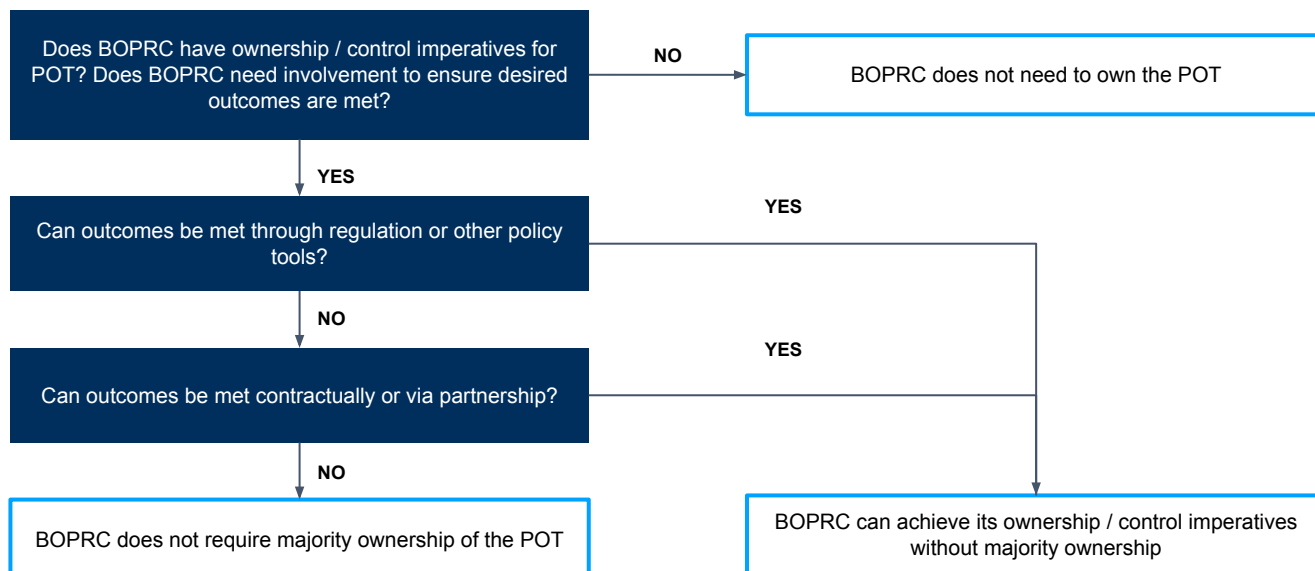 Does BOPRC have ownership / control imperatives for
POT? Does BOPRC need involvement to ensure desired
outcomes are met?
NO
BOPRC does not need to own the POT
YES
Can outcomes be met through regulation or other policy
tools?
YES
NO
Can outcomes be met contractually or via partnership?
YES
NO
BOPRC does not require majority ownership of the POT
BOPRC can achieve its ownership / control imperatives
without majority ownership